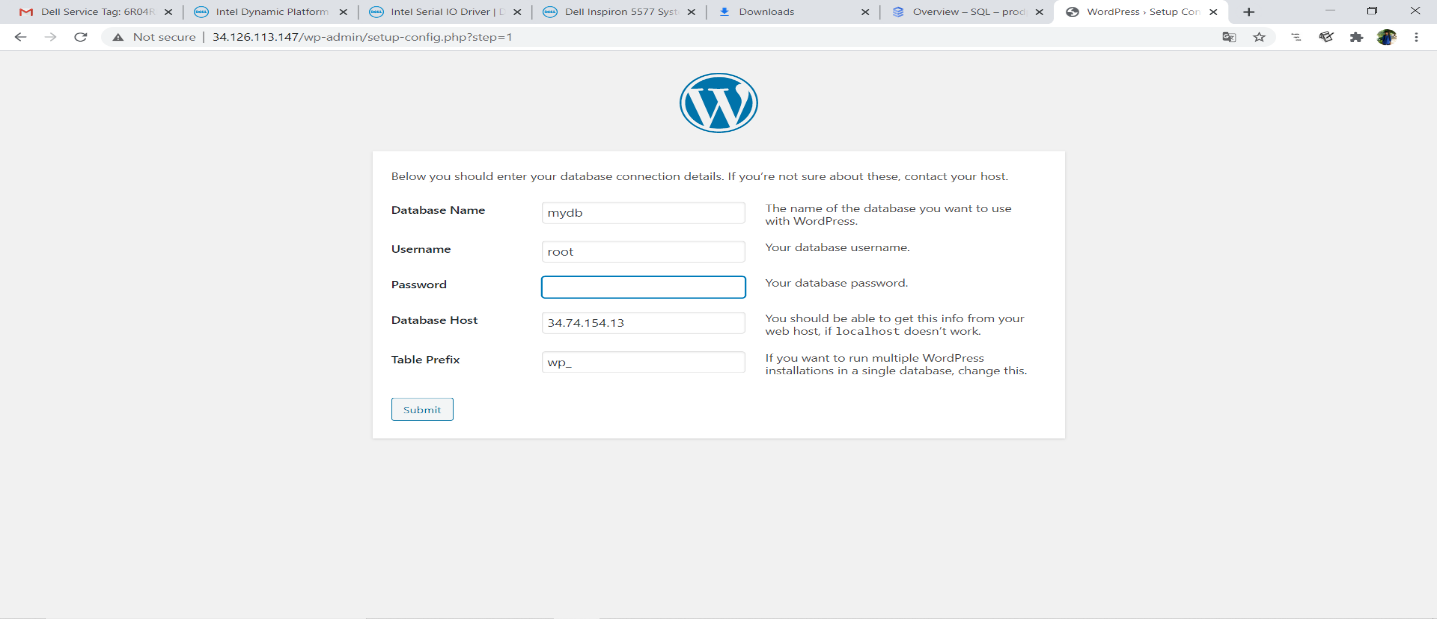 Dell Service Tag: 6R04R
Intel Dynamic Platform
Intel Serial IO Driver | D
Dell Inspiron 5577 Syst
Downloads
Overview – SQL – prod
WordPress › Setup Con
Not secure | 34.126.113.147/wp-admin/setup-config.php?step=1
Below you should enter your database connection details. If you're not sure about these, contact your host.
Database Name
mydb
The name of the database you want to use
with WordPress.
Username
root
Your database username.
Password
Your database password.
Database Host
34.74.154.13
You should be able to get this info from your
web host, if localhost doesn't work.
Table Prefix
wp_
If you want to run multiple WordPress
installations in a single database, change this.
Submit